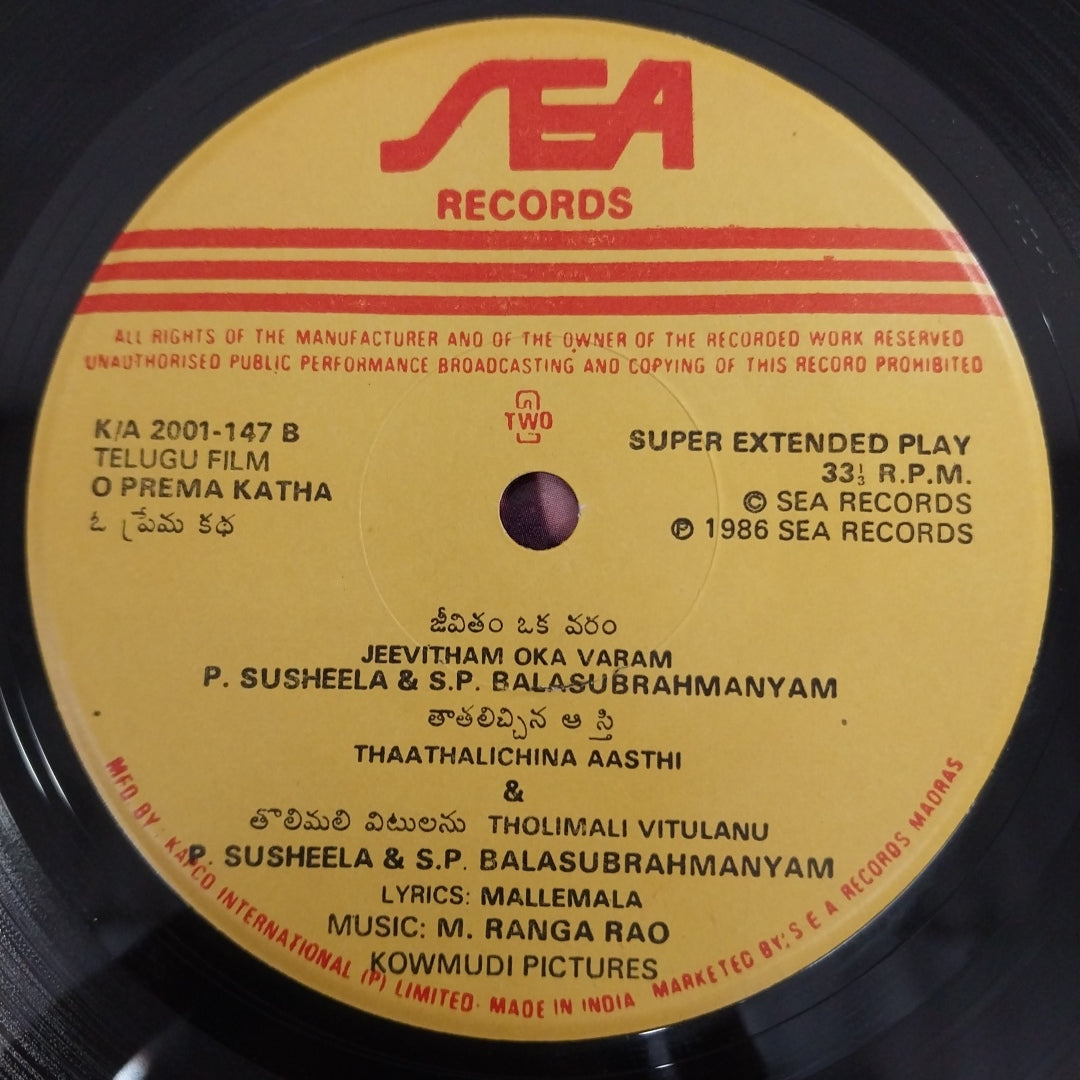 SEA
RECORDS
ALL RIGHTS OF THE MANUFACTURER AND OF THE OWNER OF THE RECORDED WORK RESERVED
UNAUTHORISED PUBLIC PERFORMANCE BROADCASTING AND COPYING OF THIS RECORD PROHIBITED
TWO
K/A 2001-147 B
TELUGU FILM
O PREMA KATHA
ఓ ప్రేమ కథ
SUPER EXTENDED PLAY
33⅓ R.P.M.
© SEA RECORDS
℗ 1986 SEA RECORDS
జీవితం ఒక వరం
JEEVITHAM OKA VARAM
P. SUSHEELA & S.P. BALASUBRAHMANYAM
తాతలిచ్చిన ఆ స్తి
THAATHALICHINA AASTHI
&
తొలిమలి విటులను THOLIMALI VITULANU
P. SUSHEELA & S.P. BALASUBRAHMANYAM
LYRICS: MALLEMALA
MUSIC: M. RANGA RAO
KOWMUDI PICTURES
MFD BY: KAPCO INTERNATIONAL (P) LIMITED· MADE IN INDIA MARKETED BY: S E A RECORDS MADRAS